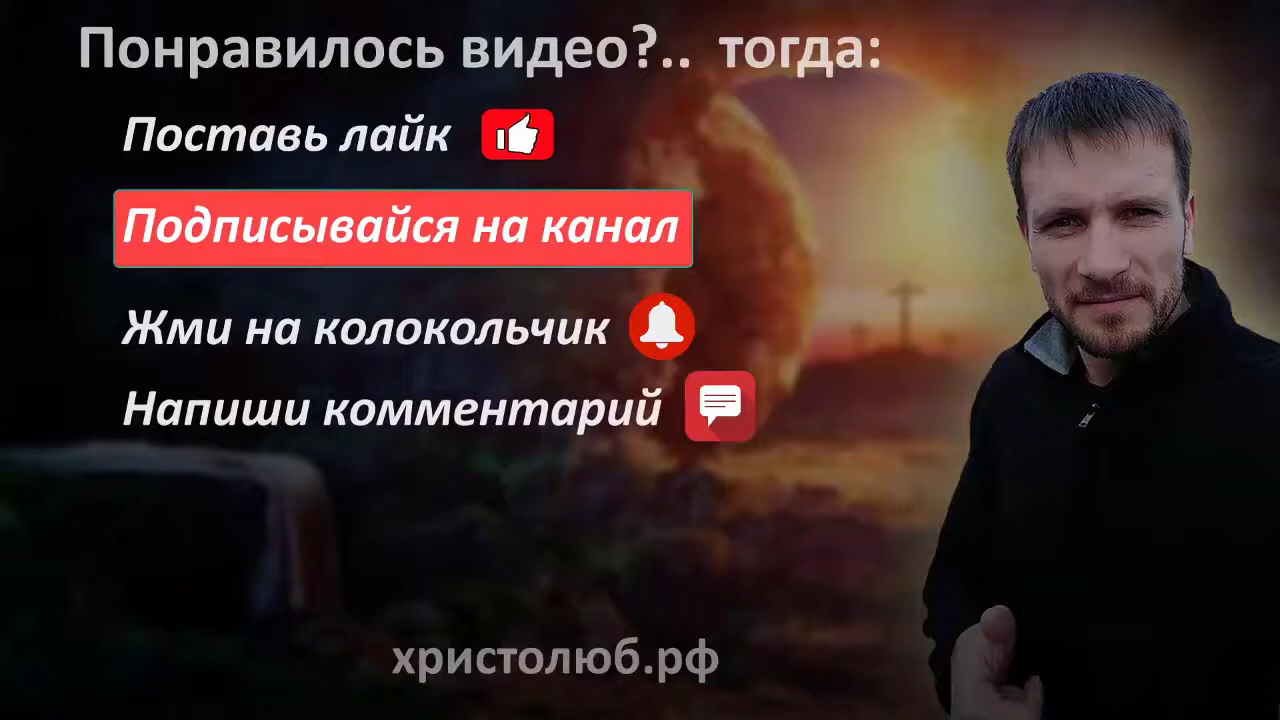 Понравилось видео?.. тогда:
Поставь лайк
Подписывайся на канал
Жми на колокольчик
Напиши комментарий
христолюб.рф